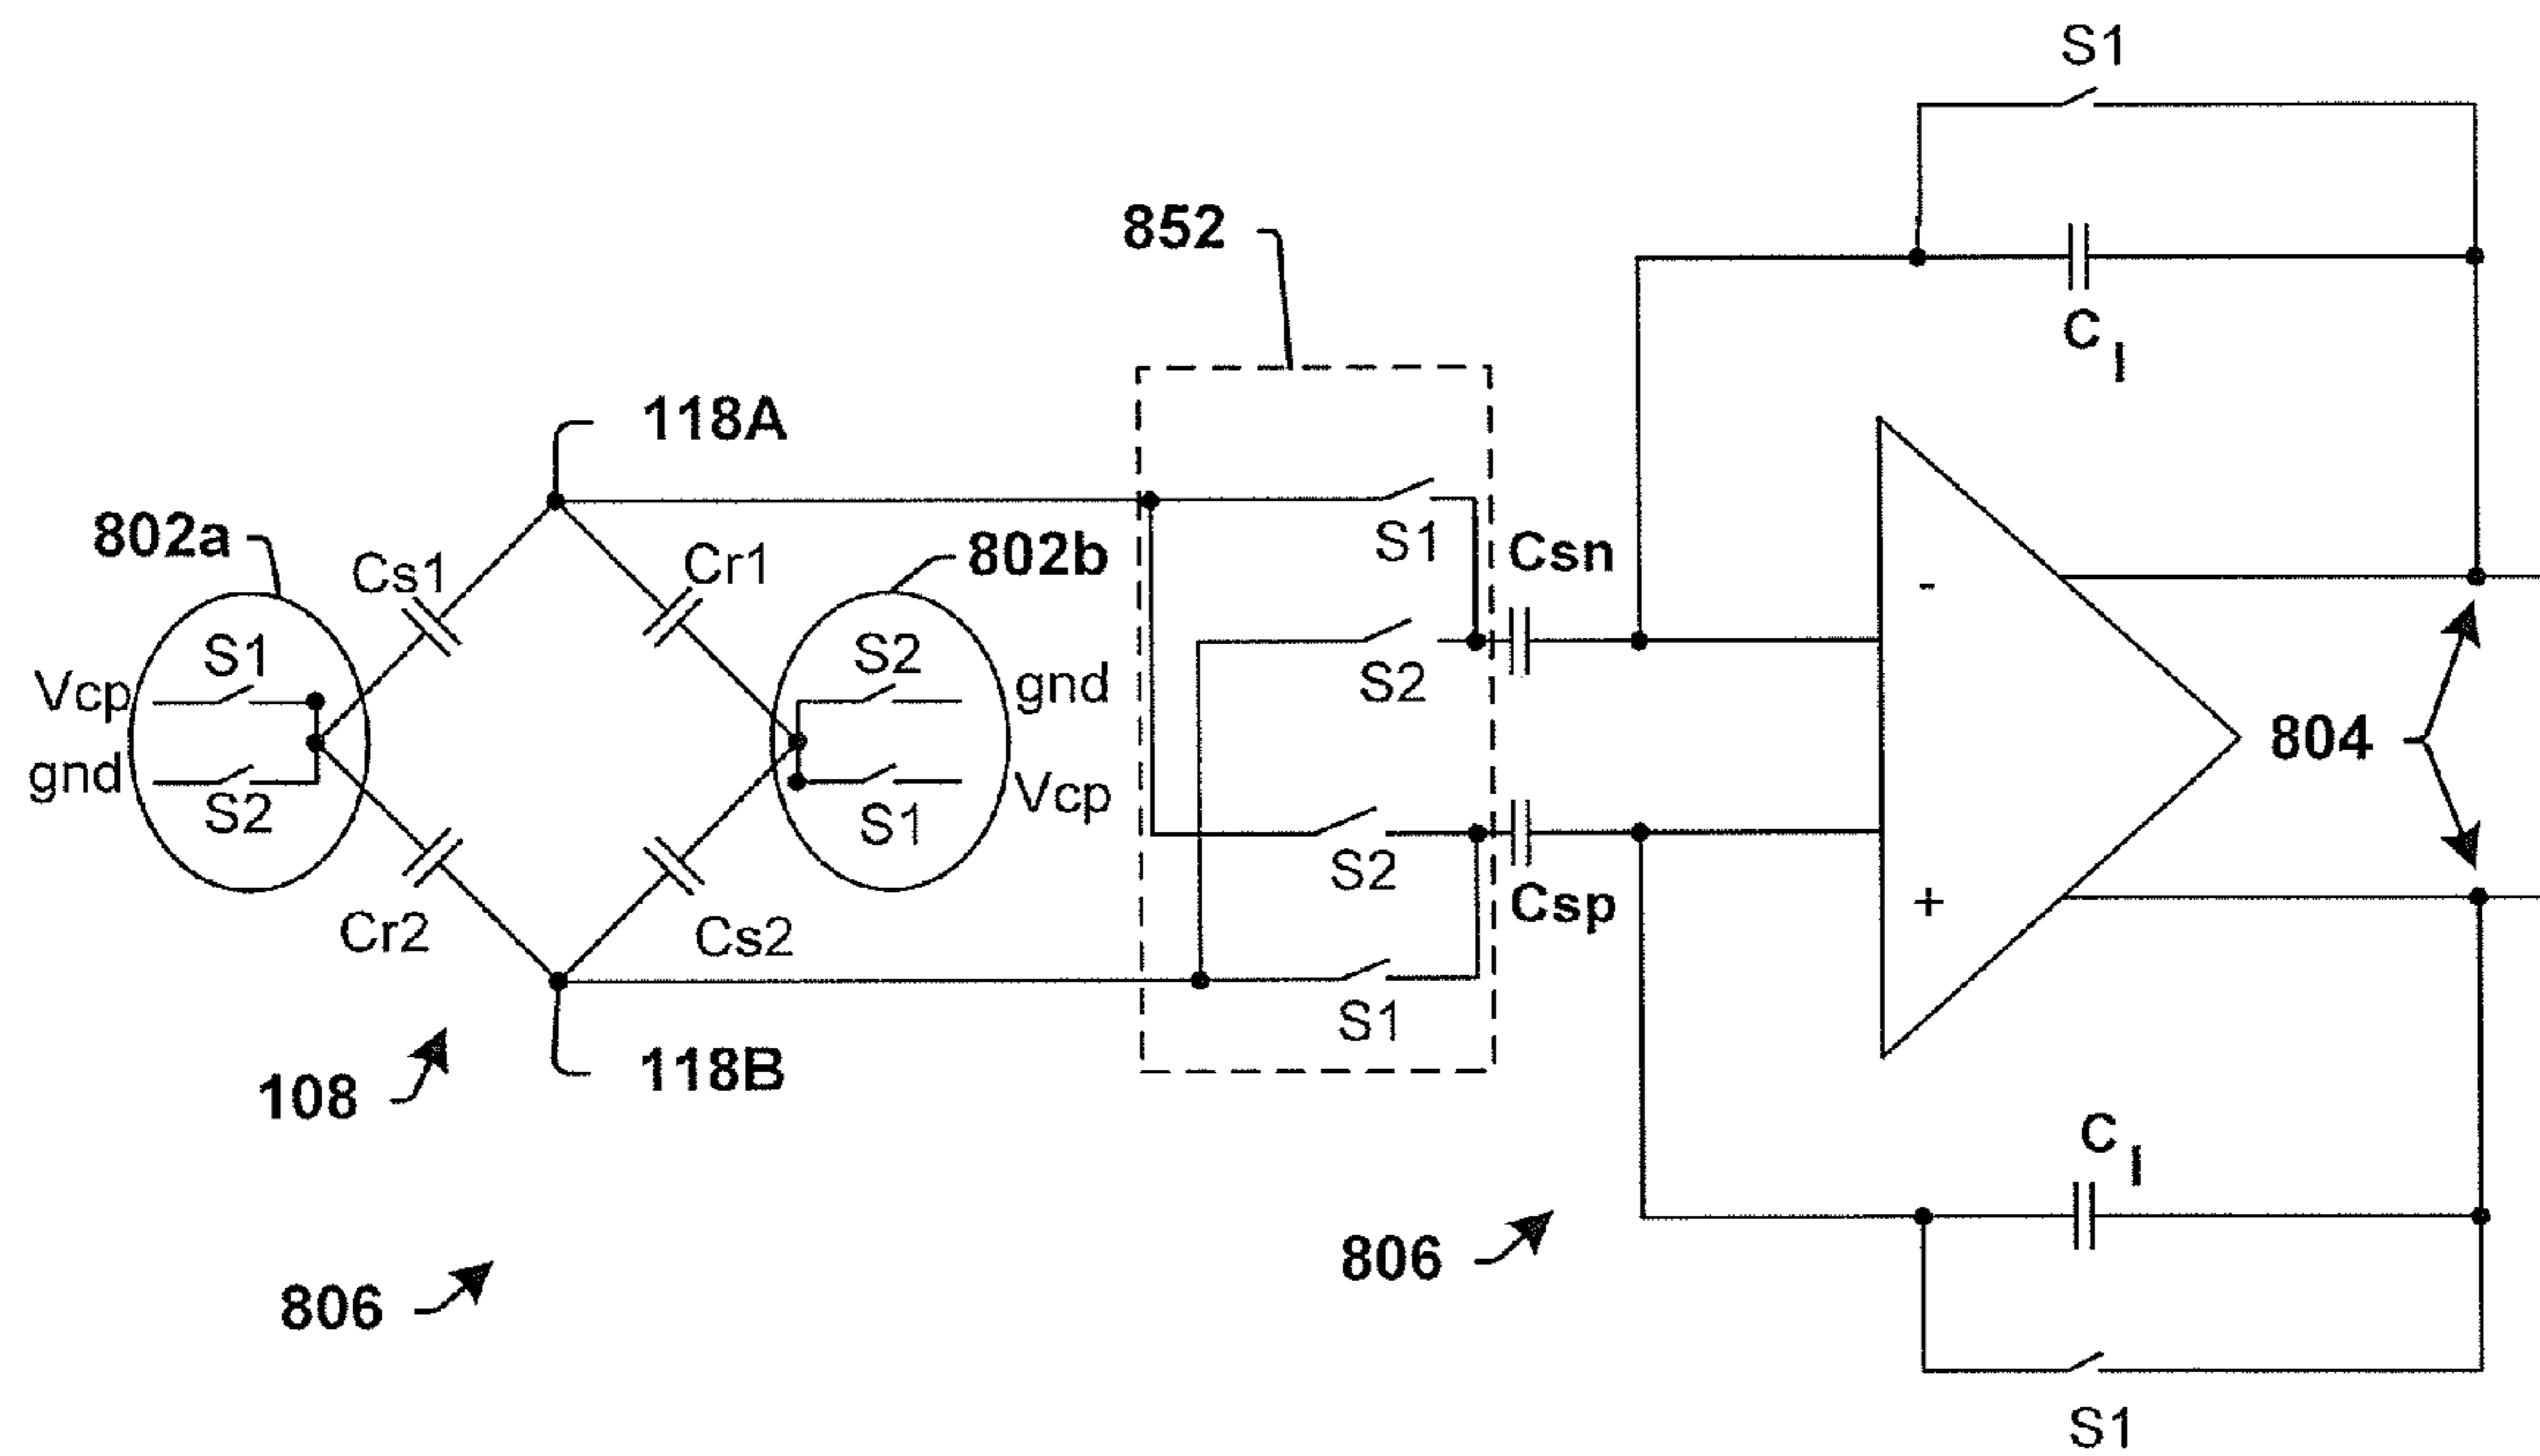 S1
852
C I
118A
802a
Cs1
Cr1
802b
S1
Csn
S1
S2
-
Vcp
gnd
S2
804
gnd
S2
S1
Vcp
S2
Csp
+
Cr2
Cs2
S1
118B
108
C I
806
806
S1